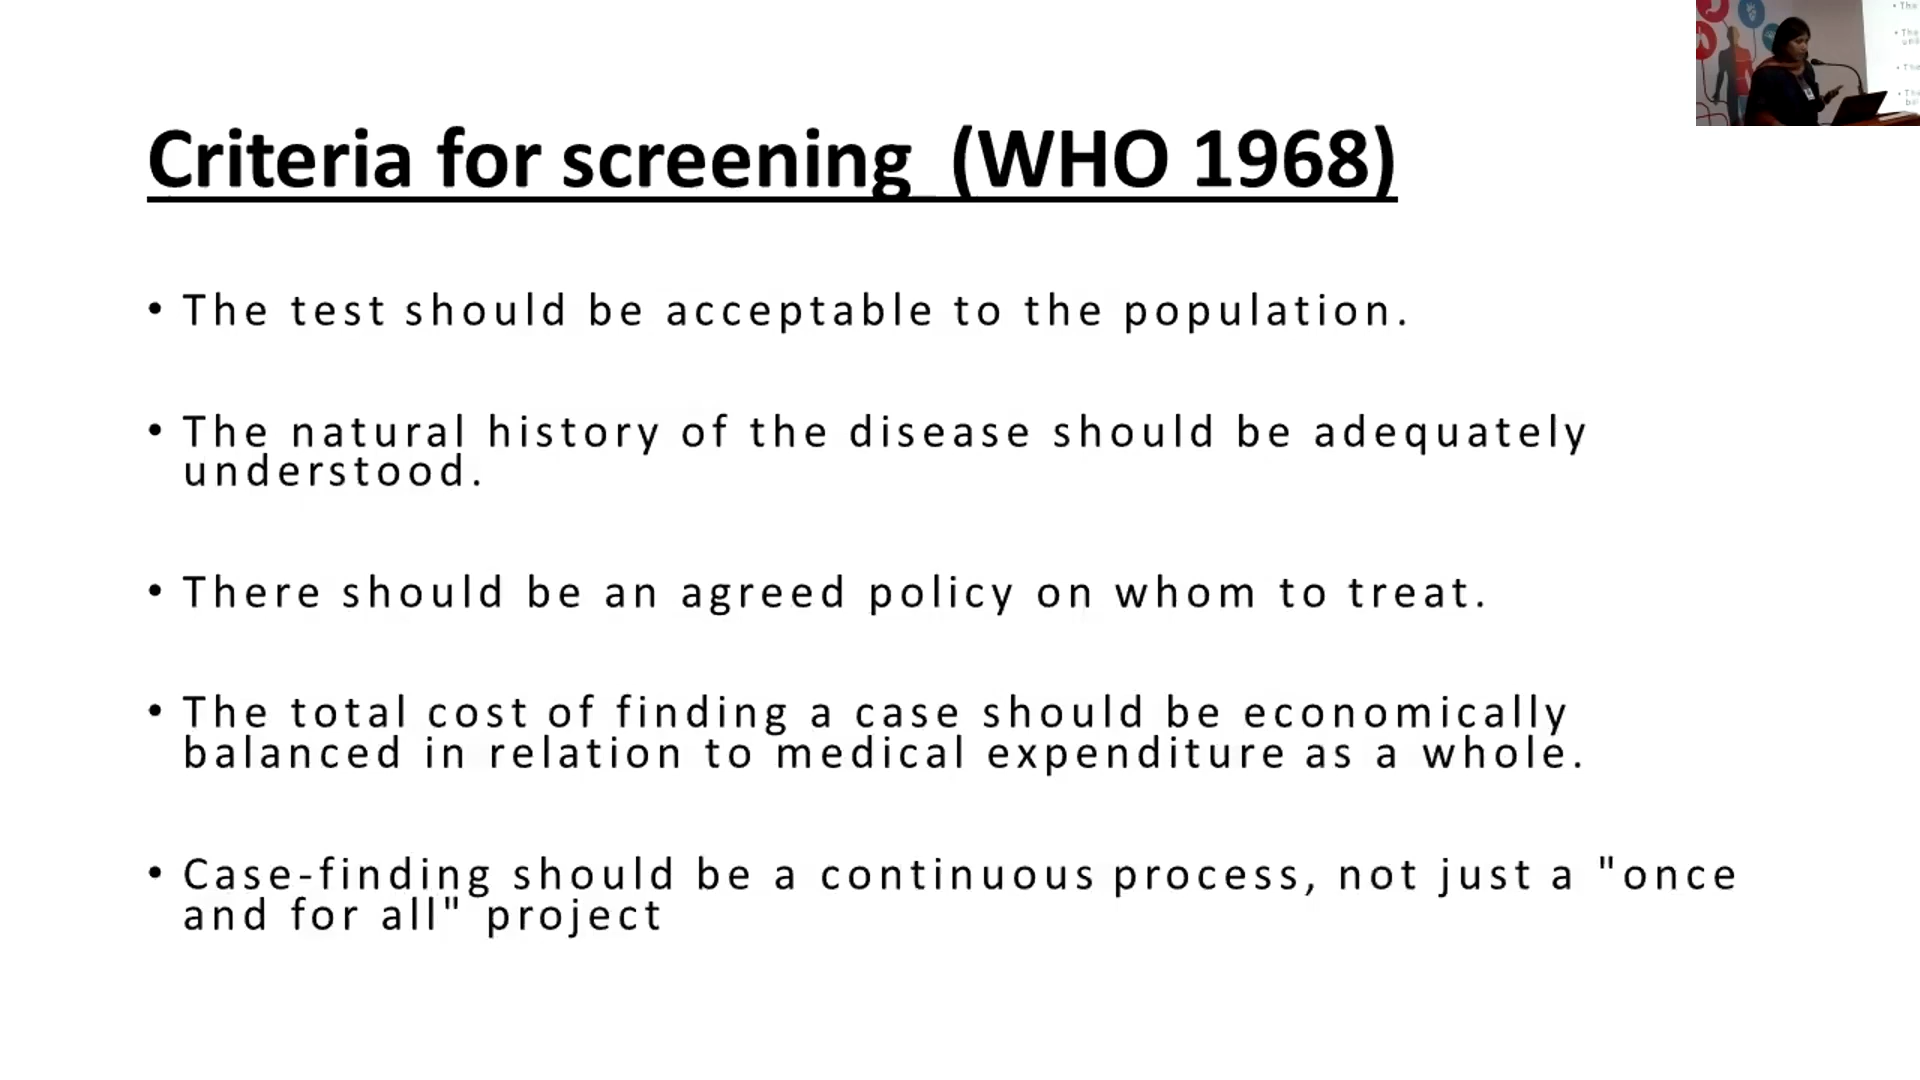 Criteria for screening (WHO 1968)
• The test should be acceptable to the population.
• The natural history of the disease should be adequately
understood.
• There should be an agreed policy on whom to treat.
• The total cost of finding a case should be economically
balanced in relation to medical expenditure as a whole.
• Case-finding should be a continuous process, not just a "once
and for all" project